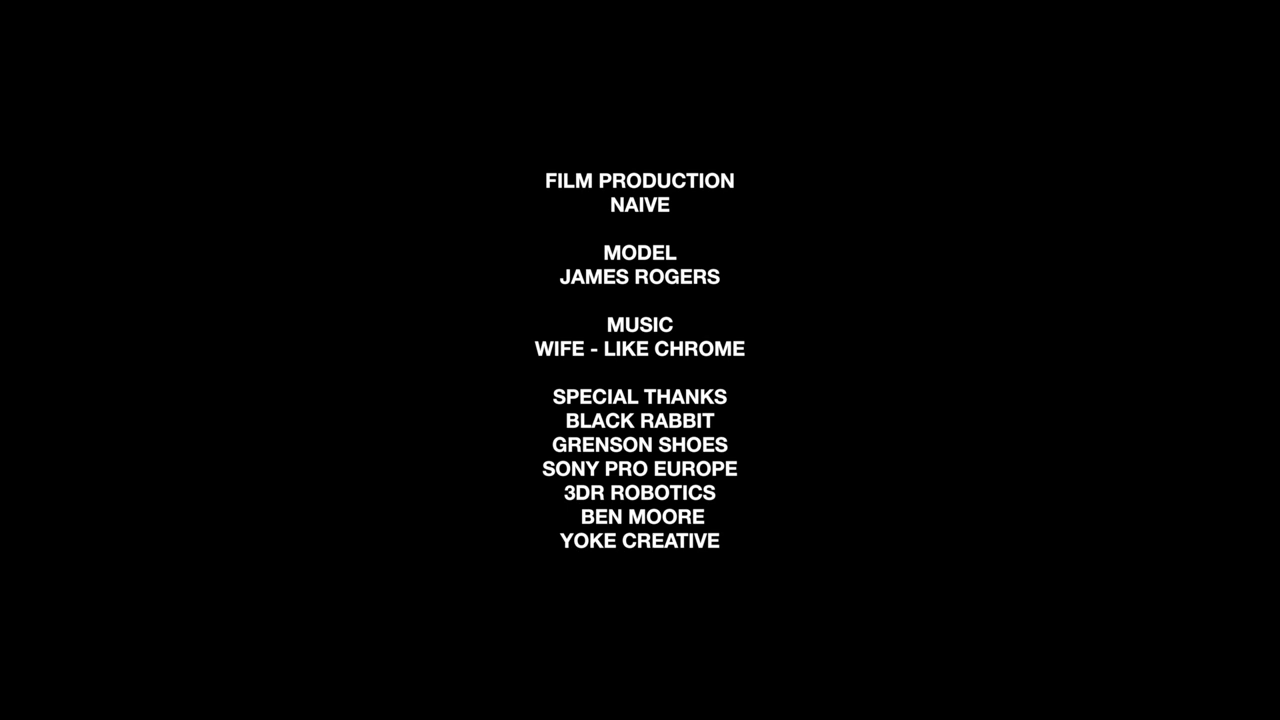 FILM PRODUCTION
NAIVE
MODEL
JAMES ROGERS
MUSIC
WIFE - LIKE CHROME
SPECIAL THANKS
BLACK RABBIT
GRENSON SHOES
SONY PRO EUROPE
3DR ROBOTICS
BEN MOORE
YOKE CREATIVE